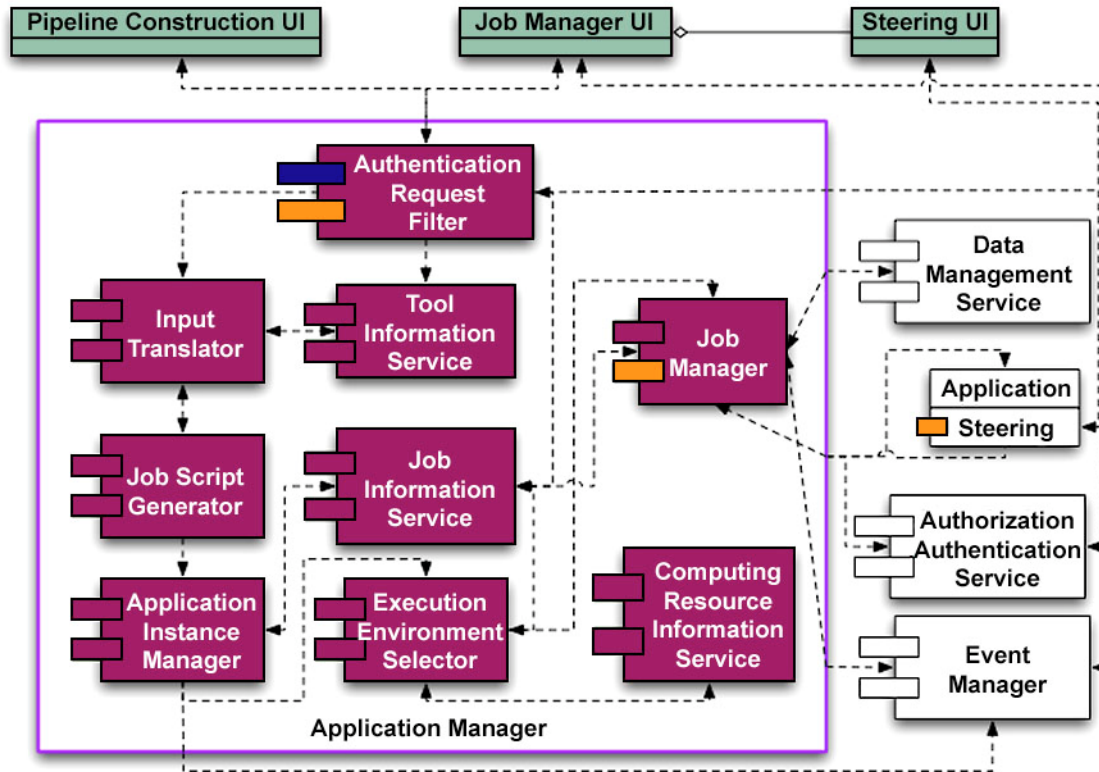 Pipeline Construction UI
Job Manager UI
Steering UI
Authentication
Request
Filter
Data
Management
Service
Input
Translator
Tool
Information
Service
Job
Manager
Application
Steering
Job Script
Generator
Job
Information
Service
Authorization
Authentication
Service
Application
Instance
Manager
Execution
Environment
Selector
Computing
Resource
Information
Service
Event
Manager
Application Manager